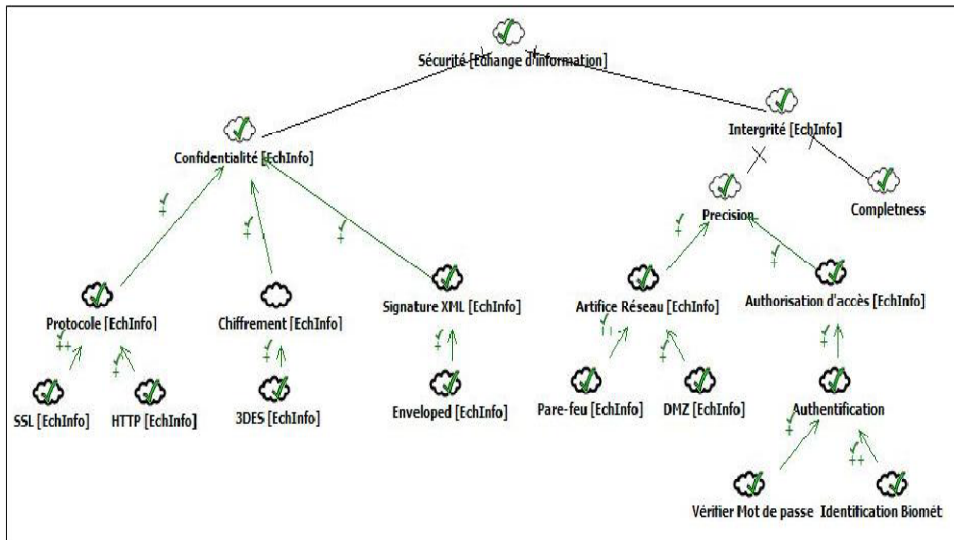 Sécurité [Echange d'information]
Intergrité [EchInfo]
Confidentialité [EchInfo]
Precision
Completness
+
+
+
+
+
Protocole [EchInfo]
Chiffrement [EchInfo]
Signature XML [EchInfo]
Artifice Réseau [EchInfo]
Authorisation d'accès [EchInfo]
++
+
+
+
+
+
SSL [EchInfo]
HTTP [EchInfo]
3DES [EchInfo]
Enveloped [EchInfo]
Pare-feu [EchInfo]
DMZ [EchInfo]
Authentification
+
++
Vérifier Mot de passe
Identification Biomét